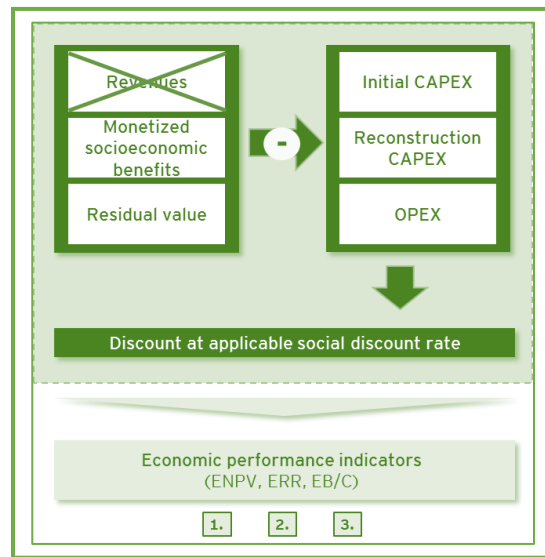 Revenues
Monetized
socioeconomic
benefits
Residual value
-
Initial CAPEX
Reconstruction
CAPEX
OPEX
Discount at applicable social discount rate
Economic performance indicators
(ENPV, ERR, EB/C)
1. 2. 3.